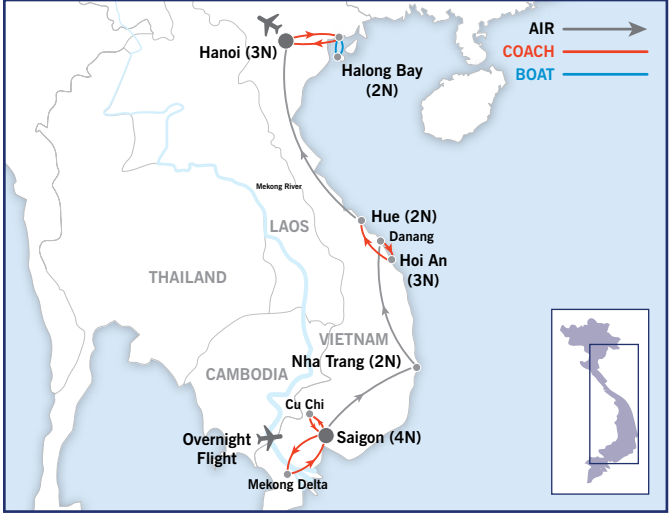 AIR
COACH
BOAT
Hanoi (3N)
Halong Bay
(2N)
Mekong River
LAOS
Hue (2N)
Danang
Hoi An
(3N)
THAILAND
VIETNAM
Nha Trang (2N)
CAMBODIA
Cu Chi
Overnight
Flight
Saigon (4N)
Mekong Delta